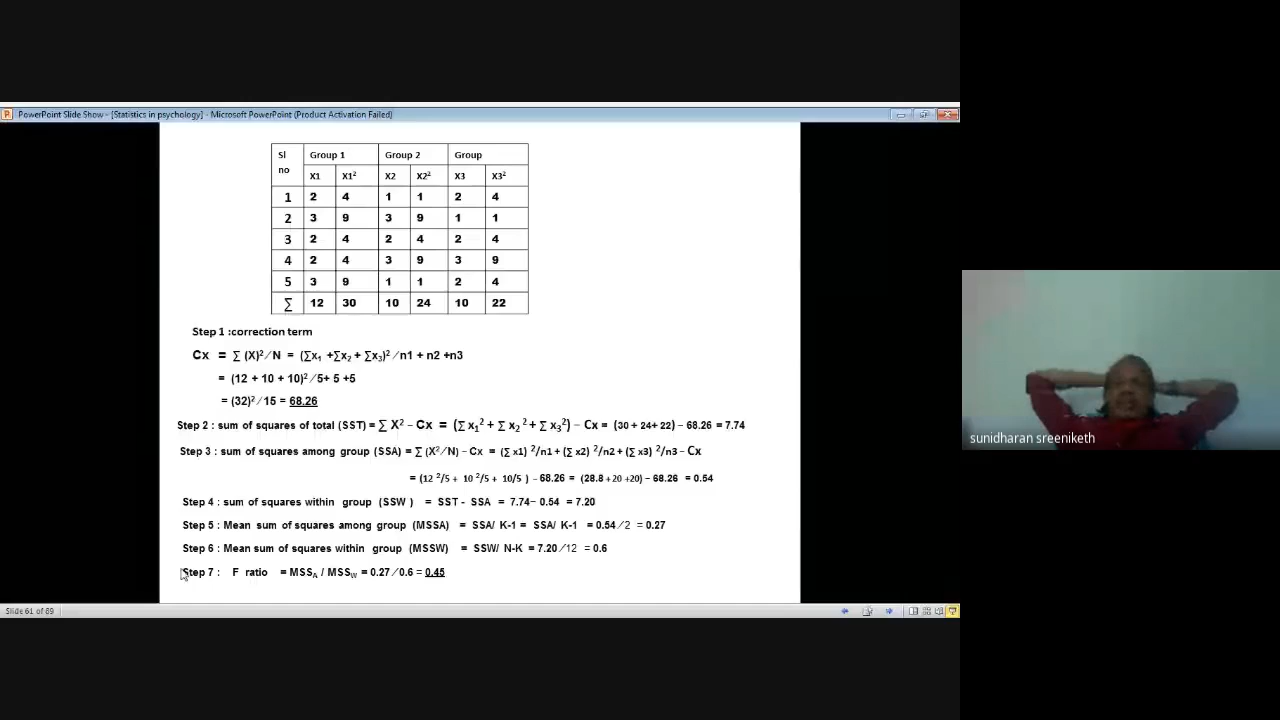 PowerPoint Slide Show - [Statistics in psychology] - Microsoft PowerPoint (Product Activation Failed)
Sl no Group 1 Group 2 Group
X1 X1² X2 X2² X3 X3²
1 2 4 1 1 2 4
2 3 9 3 9 1 1
3 2 4 2 4 2 4
4 2 4 3 9 3 9
5 3 9 1 1 2 4
∑ 12 30 10 24 10 22
Step 1 :correction term
Cx = ∑ (X)² ∕ N = (∑x₁ +∑x₂ + ∑x₃)² ∕ n1 + n2 +n3
= (12 + 10 + 10)² ∕ 5+ 5 +5
= (32)² ∕ 15 = 68.26
Step 2 : sum of squares of total (SST) = ∑ X² – Cx = (∑ x₁² + ∑ x₂² + ∑ x₃²) – Cx = (30 + 24+ 22) – 68.26 = 7.74
Step 3 : sum of squares among group (SSA) = ∑ (X²/N) – Cx = (∑ x1) ²/n1 + (∑ x2) ²/n2 + (∑ x3) ²/n3 – Cx
= (12 ²/5 + 10 ²/5 + 10/5 ) – 68.26 = (28.8 +20 +20) – 68.26 = 0.54
Step 4 : sum of squares within group (SSW ) = SST - SSA = 7.74– 0.54 = 7.20
Step 5 : Mean sum of squares among group (MSSA) = SSA/ K-1 = SSA/ K-1 = 0.54 ∕ 2 = 0.27
Step 6 : Mean sum of squares within group (MSSW) = SSW/ N-K = 7.20 ∕ 12 = 0.6
Step 7 : F ratio = MSS_A / MSS_W = 0.27 ∕ 0.6 = 0.45
Slide 61 of 89
sunidharan sreeniketh